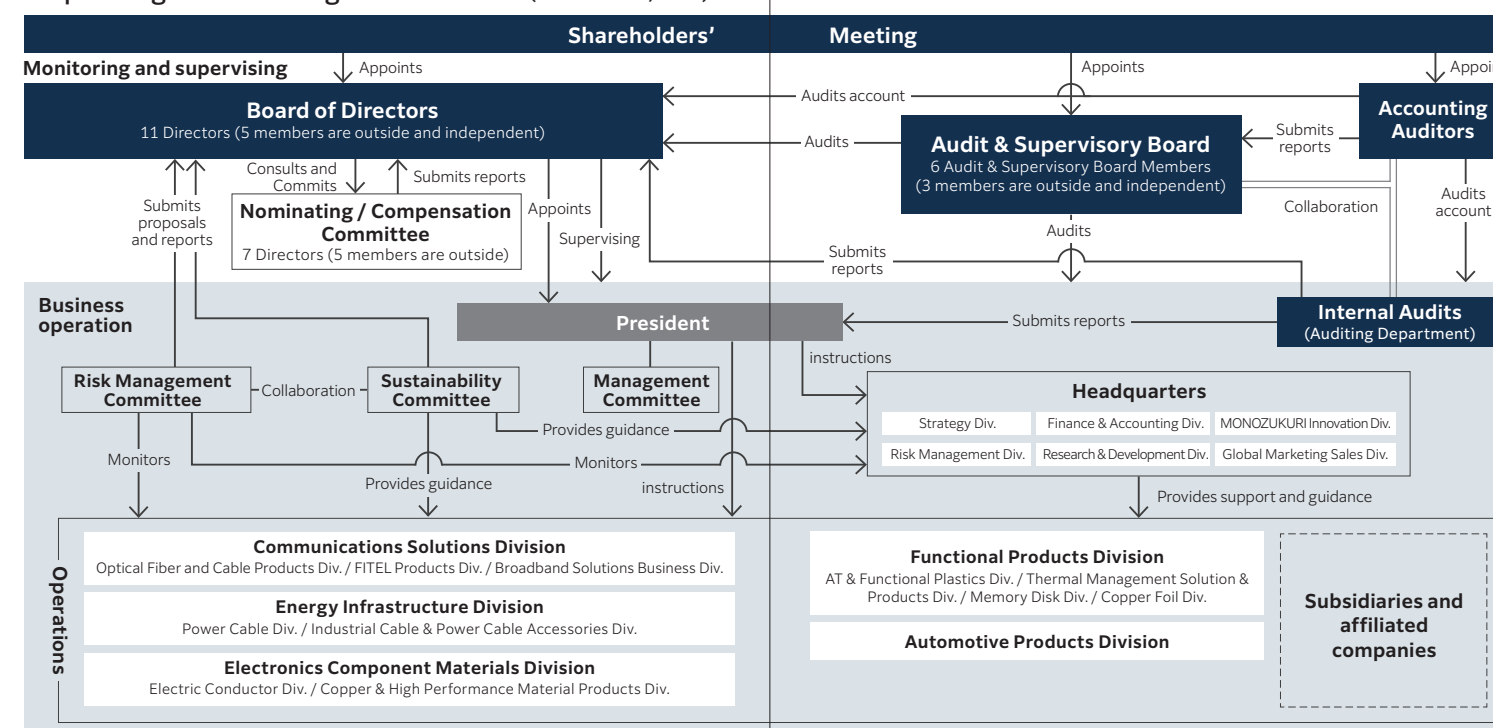 Shareholders' Meeting
Monitoring and supervising
Appoints
Appoints
Board of Directors
11 Directors (5 members are outside and independent)
Audits account
Audits
Audit & Supervisory Board
6 Audit & Supervisory Board Members
(3 members are outside and independent)
Submits
reports
Accounting
Auditors
Collaboration
Audits
account
Consults and
Commits
Submits reports
Submits
proposals
and reports
Nominating / Compensation
Committee
7 Directors (5 members are outside)
Appoints
Supervising
Submits
reports
Audits
Business
operation
President
Submits reports
Internal Audits
(Auditing Department)
instructions
Risk Management
Committee
Collaboration
Sustainability
Committee
Management
Committee
Headquarters
Strategy Div.
Finance & Accounting Div.
MONOZUKURI Innovation Div.
Risk Management Div.
Research & Development Div.
Global Marketing Sales Div.
Provides guidance
Monitors
Monitors
Provides guidance
instructions
Provides support and guidance
Operations
Communications Solutions Division
Optical Fiber and Cable Products Div. / FITEL Products Div. / Broadband Solutions Business Div.
Energy Infrastructure Division
Power Cable Div. / Industrial Cable & Power Cable Accessories Div.
Electronics Component Materials Division
Electric Conductor Div. / Copper & High Performance Material Products Div.
Functional Products Division
AT & Functional Plastics Div. / Thermal Management Solution &
Products Div. / Memory Disk Div. / Copper Foil Div.
Automotive Products Division
Subsidiaries and
affiliated
companies